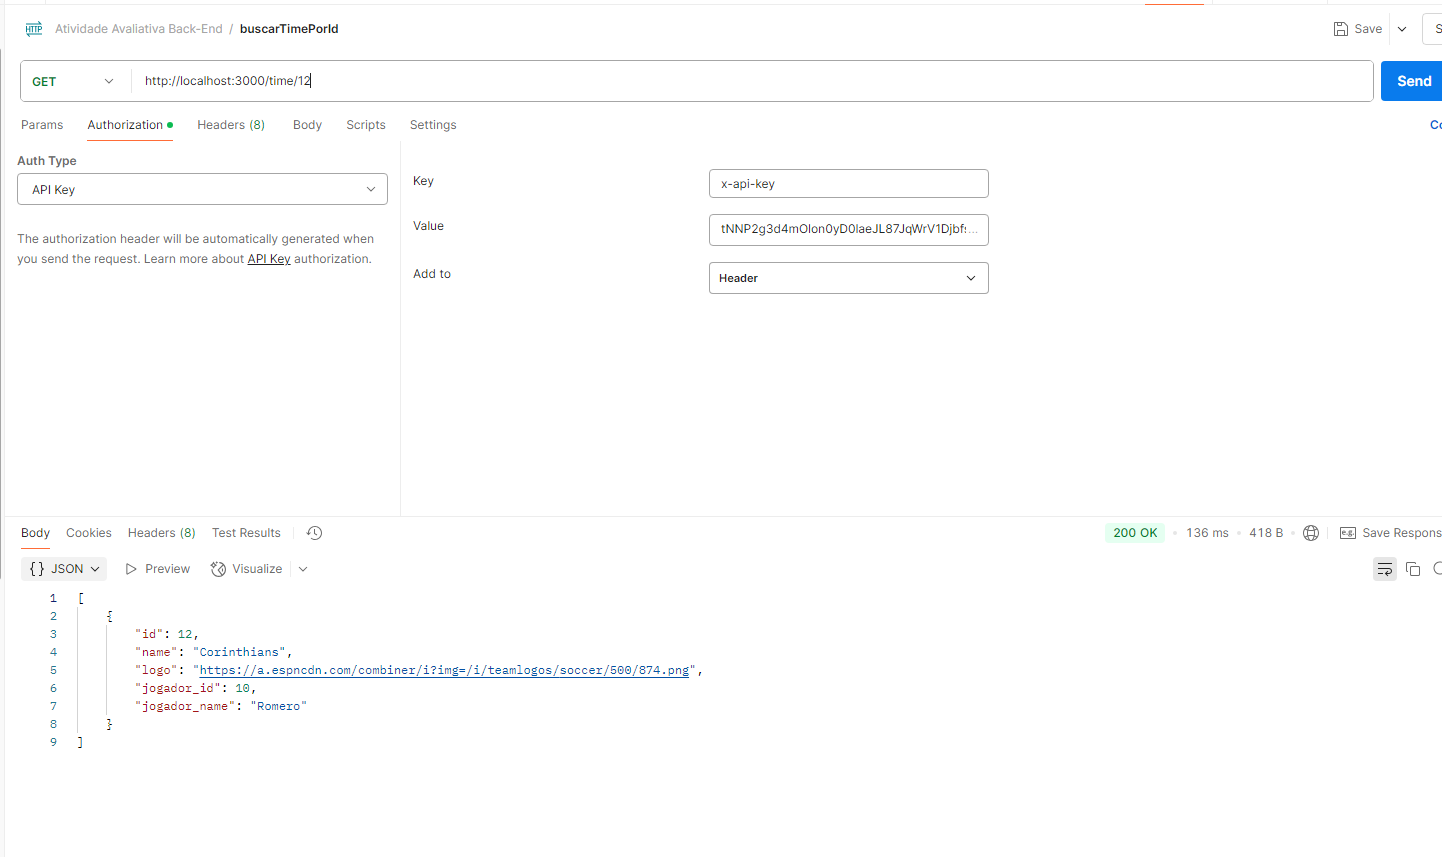 Atividade Avaliativa Back-End / buscarTimePorId
Save
GET http://localhost:3000/time/12
Send
Params Authorization Headers (8) Body Scripts Settings
Auth Type
API Key
The authorization header will be automatically generated when
you send the request. Learn more about API Key authorization.
Key x-api-key
Value
Add to Header
Body Cookies Headers (8) Test Results
200 OK 136 ms 418 B Save Respons
{} JSON Preview Visualize
1 [
2 {
3 "id": 12,
4 "name": "Corinthians",
5 "logo": "https://a.espncdn.com/combiner/i?img=/i/teamlogos/soccer/500/874.png",
6 "jogador_id": 10,
7 "jogador_name": "Romero"
8 }
9 ]